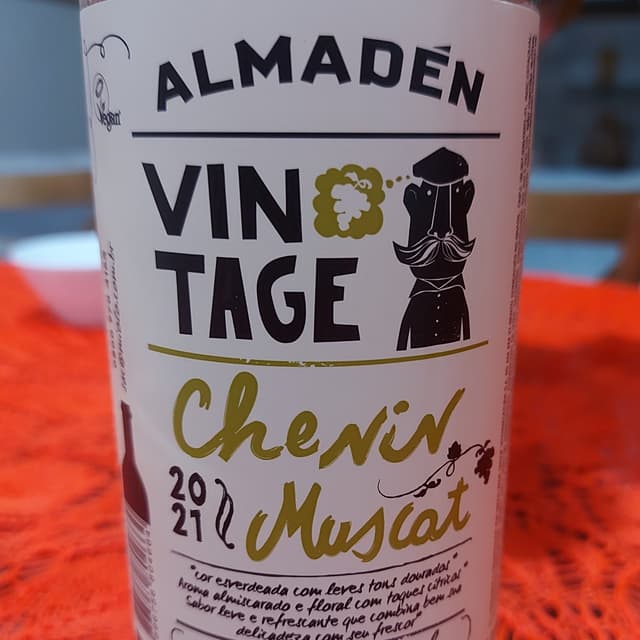 ALMADÉN
Vegan
VIN
TAGE
Chenin
20
21
Muscat
"Cor esverdeada com leves tons dourados"
Aroma almiscarado e floral com toques cítricos"
Sabor leve e refrescante que combina bem sua
delicadeza com seu frescor"